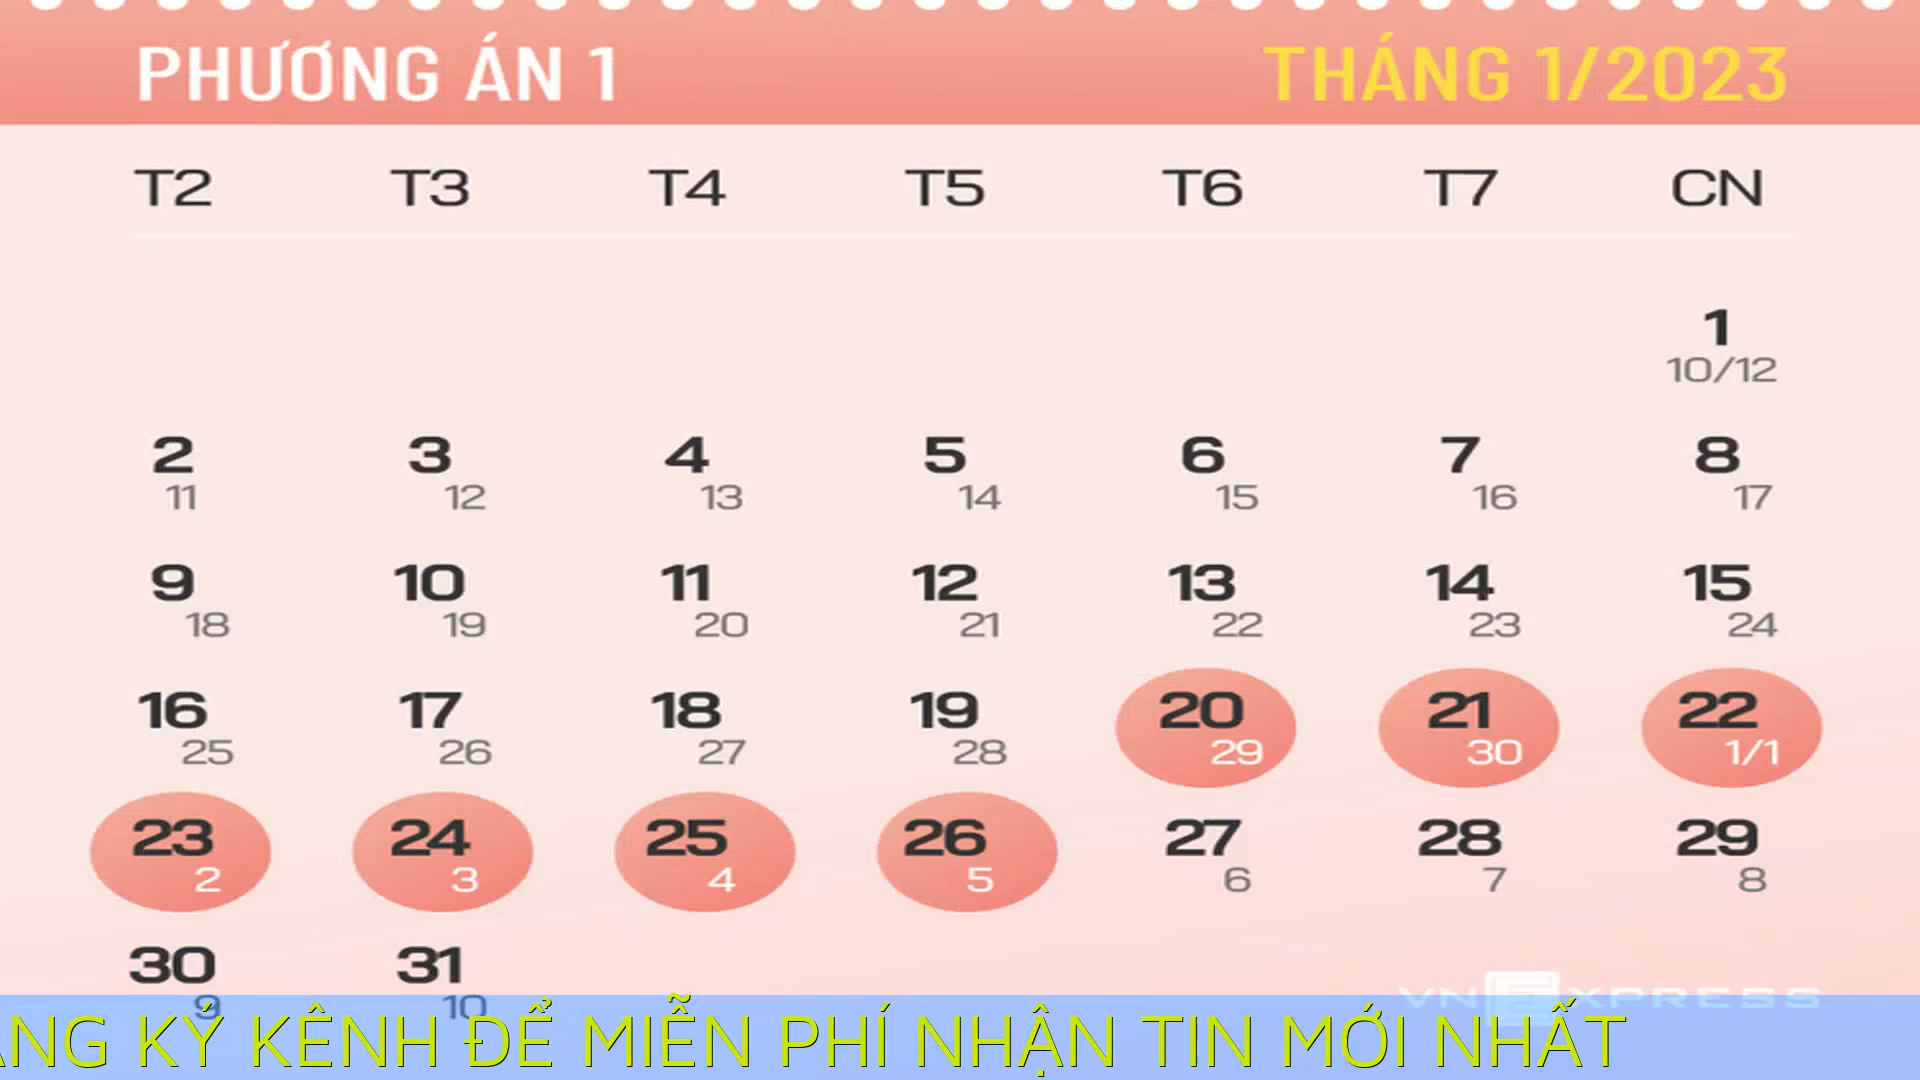 PHƯƠNG ÁN 1 THÁNG 1/2023
T2 T3 T4 T5 T6 T7 CN
1
10/12
2 3 4 5 6 7 8
11 12 13 14 15 16 17
9 10 11 12 13 14 15
18 19 20 21 22 23 24
16 17 18 19 20 21 22
25 26 27 28 29 30 1/1
23 24 25 26 27 28 29
2 3 4 5 6 7 8
30 31
9 10
VNEXPRESS
ĂNG KÝ KÊNH ĐỂ MIỄN PHÍ NHẬN TIN MỚI NHẤT